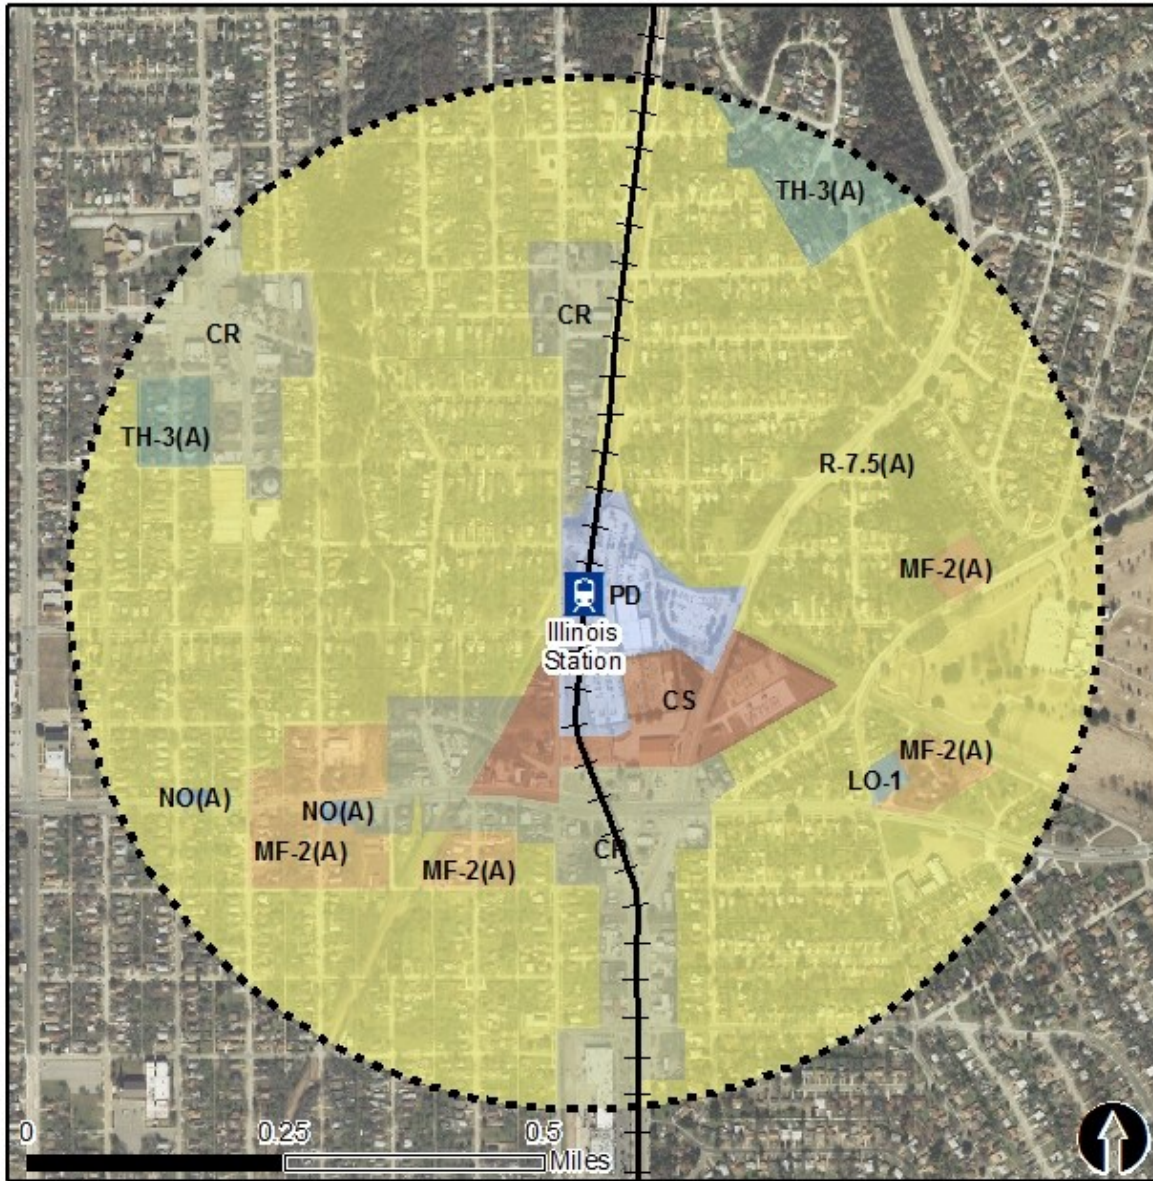 TH-3(A)
CR
CR
TH-3(A)
R-7.5(A)
MF-2(A)
PD
Illinois
Station
CS
MF-2(A)
LO-1
NO(A)
NO(A)
MF-2(A)
CR
MF-2(A)
0
0.25
0.5
Miles